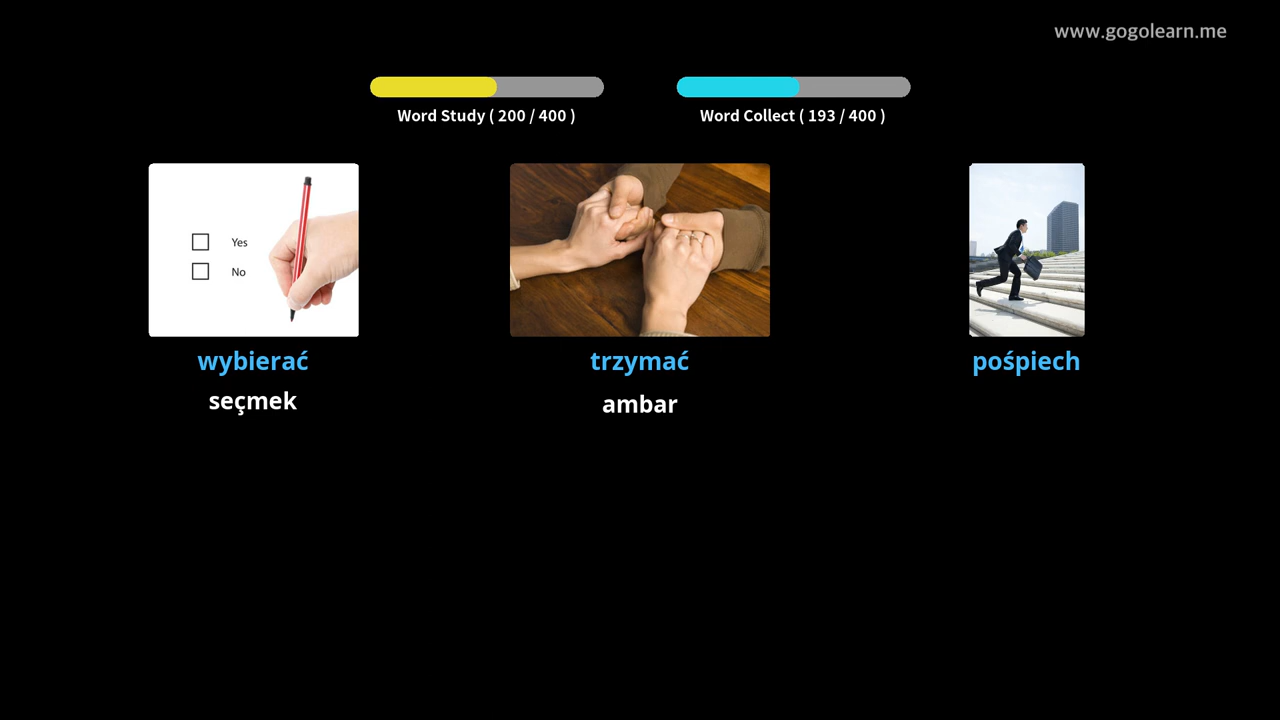 www.gogolearn.me
Word Study ( 200 / 400 )
Word Collect ( 193 / 400 )
Yes
No
wybierać
trzymać
pośpiech
seçmek
ambar